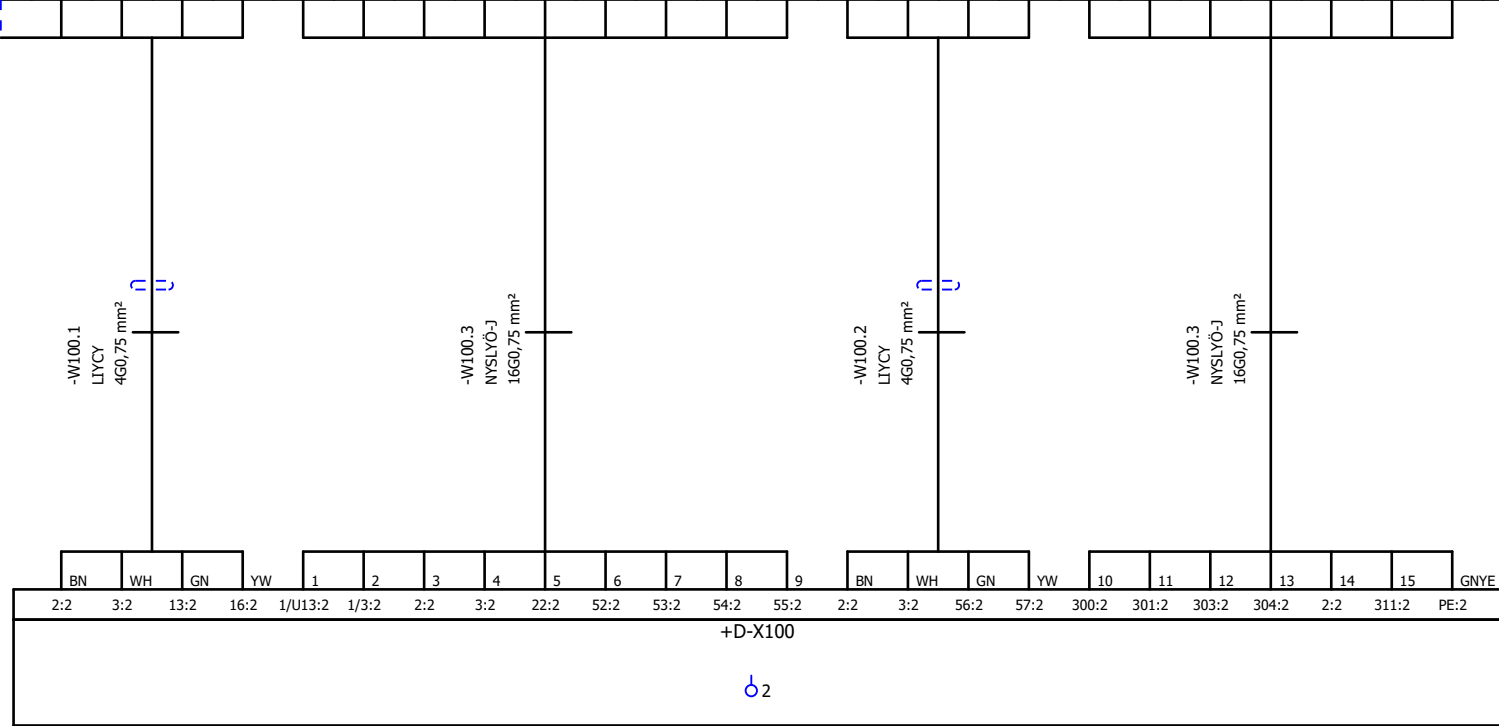 -W100.1
LIYCY
4G0,75 mm²
-W100.3
NYSLYÖ-J
16G0,75 mm²
-W100.2
LIYCY
4G0,75 mm²
-W100.3
NYSLYÖ-J
16G0,75 mm²
BN WH GN YW 1 2 3 4 5 6 7 8 9 BN WH GN YW 10 11 12 13 14 15 GNYE
2:2 3:2 13:2 16:2 1/U13:2 1/3:2 2:2 3:2 22:2 52:2 53:2 54:2 55:2 2:2 3:2 56:2 57:2 300:2 301:2 303:2 304:2 2:2 311:2 PE:2
+D-X100
2